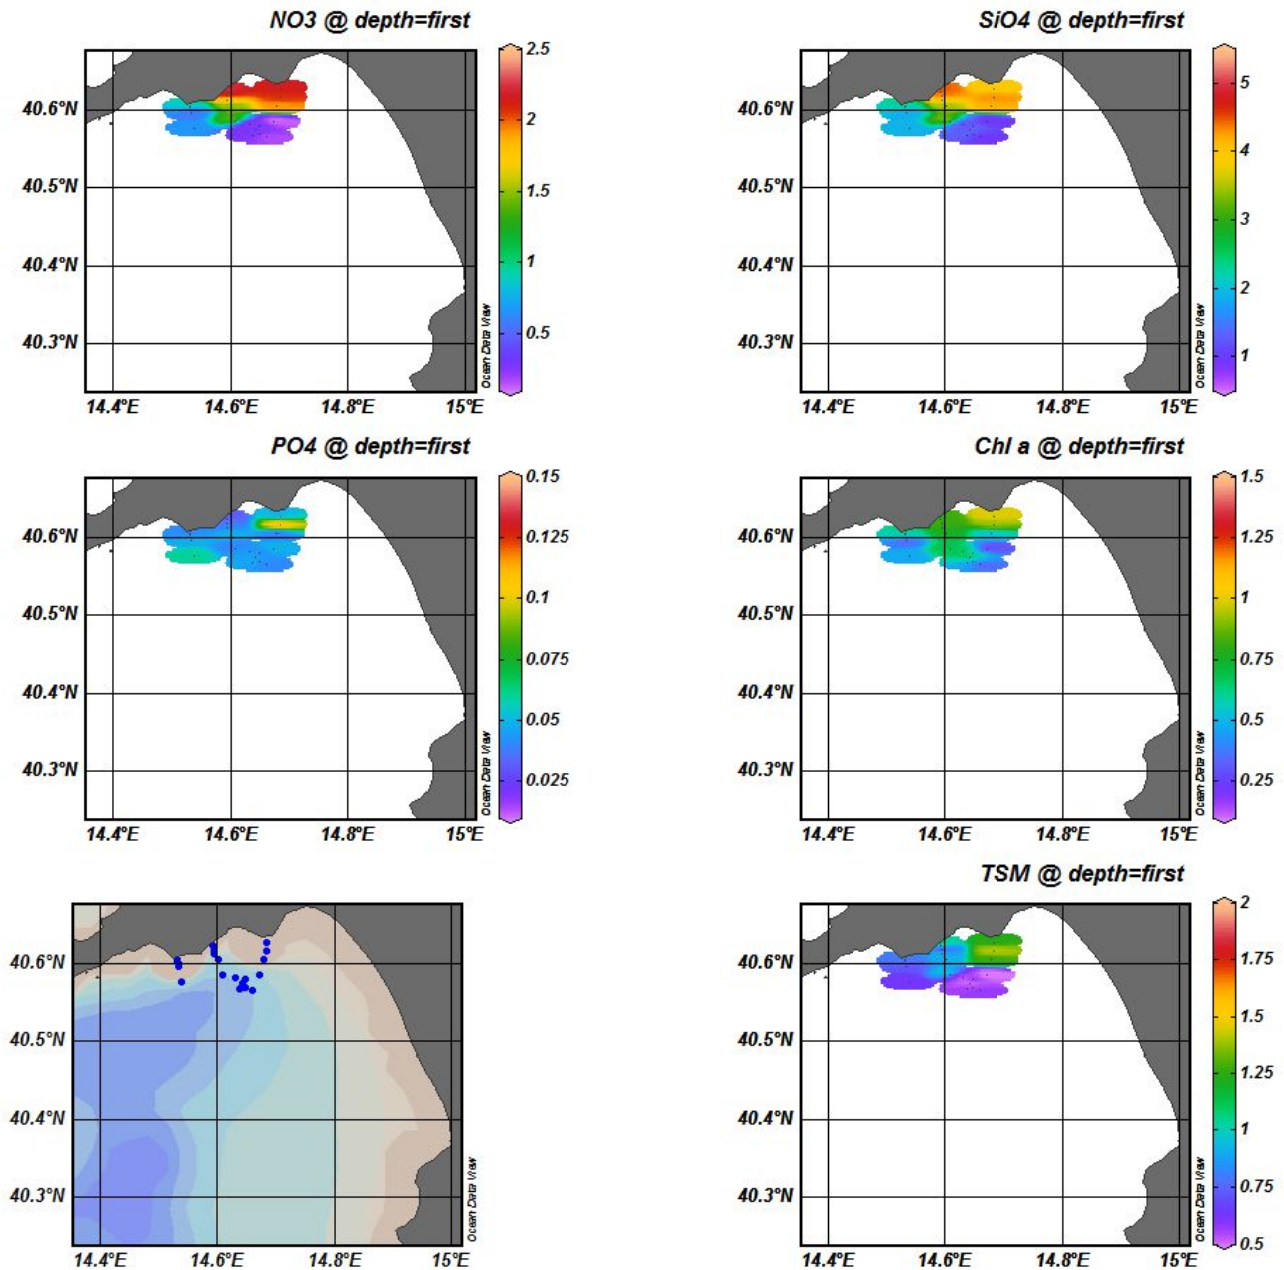 NO3 @ depth=first
2.5
2
1.5
1
0.5
40.6°N
40.5°N
40.4°N
40.3°N
14.4°E 14.6°E 14.8°E 15°E
Ocean Data View
SiO4 @ depth=first
5
4
3
2
1
40.6°N
40.5°N
40.4°N
40.3°N
14.4°E 14.6°E 14.8°E 15°E
Ocean Data View
PO4 @ depth=first
0.15
0.125
0.1
0.075
0.05
0.025
40.6°N
40.5°N
40.4°N
40.3°N
14.4°E 14.6°E 14.8°E 15°E
Ocean Data View
Chl a @ depth=first
1.5
1.25
1
0.75
0.5
0.25
40.6°N
40.5°N
40.4°N
40.3°N
14.4°E 14.6°E 14.8°E 15°E
Ocean Data View
40.6°N
40.5°N
40.4°N
40.3°N
14.4°E 14.6°E 14.8°E 15°E
Ocean Data View
TSM @ depth=first
2
1.75
1.5
1.25
1
0.75
0.5
40.6°N
40.5°N
40.4°N
40.3°N
14.4°E 14.6°E 14.8°E 15°E
Ocean Data View